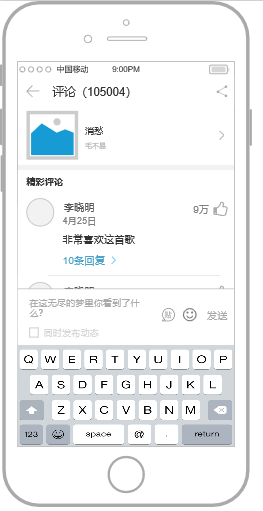 中国移动 9:00PM
评论（105004）
消愁
毛不易
精彩评论
李晓明 9万
4月25日
非常喜欢这首歌
10条回复
在这无尽的梦里你看到了什
么？
贴 发送
同时发布动态
Q W E R T Y U I O P
A S D F G H J K L
Z X C V B N M
123 space @ . return